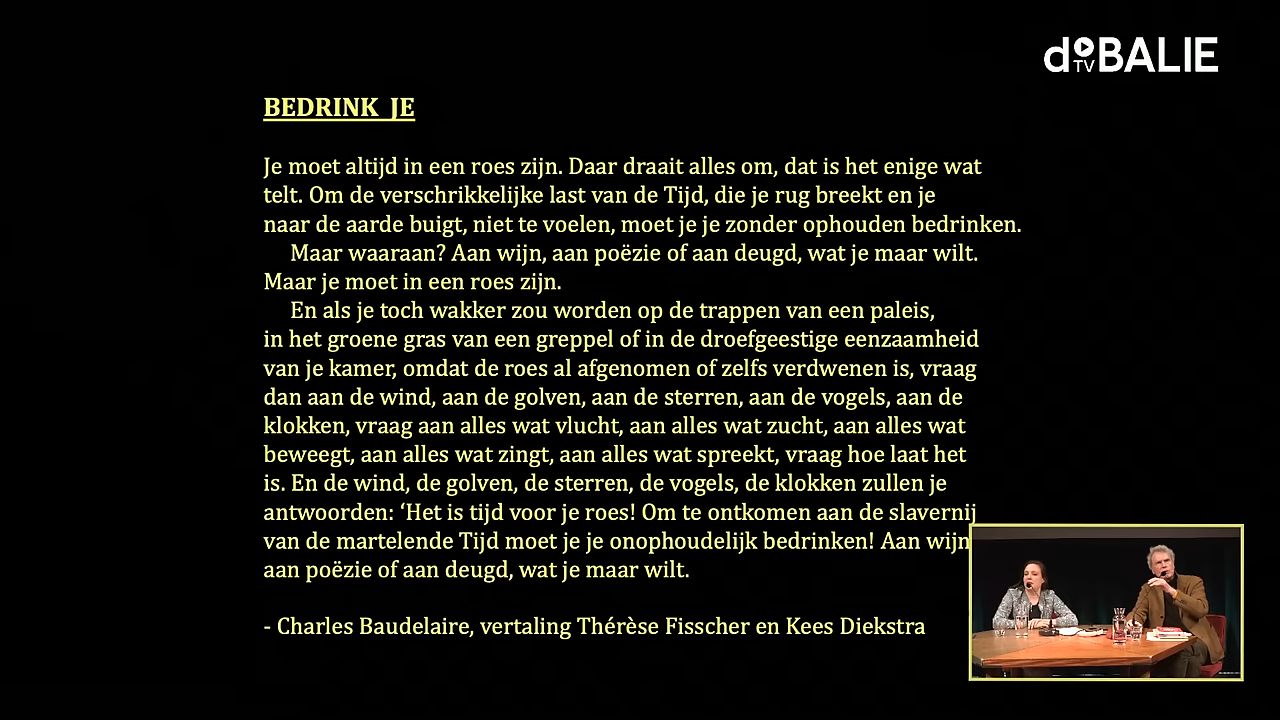 de TV BALIE
BEDRINK JE
Je moet altijd in een roes zijn. Daar draait alles om, dat is het enige wat
telt. Om de verschrikkelijke last van de Tijd, die je rug breekt en je
naar de aarde buigt, niet te voelen, moet je je zonder ophouden bedrinken.
Maar waaraan? Aan wijn, aan poëzie of aan deugd, wat je maar wilt.
Maar je moet in een roes zijn.
En als je toch wakker zou worden op de trappen van een paleis,
in het groene gras van een greppel of in de droefgeestige eenzaamheid
van je kamer, omdat de roes al afgenomen of zelfs verdwenen is, vraag
dan aan de wind, aan de golven, aan de sterren, aan de vogels, aan de
klokken, vraag aan alles wat vlucht, aan alles wat zucht, aan alles wat
beweegt, aan alles wat zingt, aan alles wat spreekt, vraag hoe laat het
is. En de wind, de golven, de sterren, de vogels, de klokken zullen je
antwoorden: ‘Het is tijd voor je roes! Om te ontkomen aan de slavernij
van de martelende Tijd moet je je onophoudelijk bedrinken! Aan wijn
aan poëzie of aan deugd, wat je maar wilt.
- Charles Baudelaire, vertaling Thérèse Fisscher en Kees Diekstra